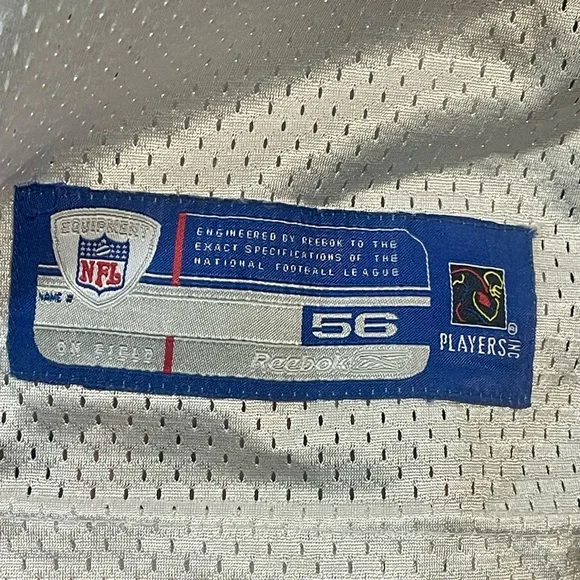 EQUIPMENT
NFL
ENGINEERED BY REEBOK TO THE
EXACT SPECIFICATIONS OF THE
NATIONAL FOOTBALL LEAGUE
NAME #
56
ON FIELD
Reebok
PLAYERS INC®